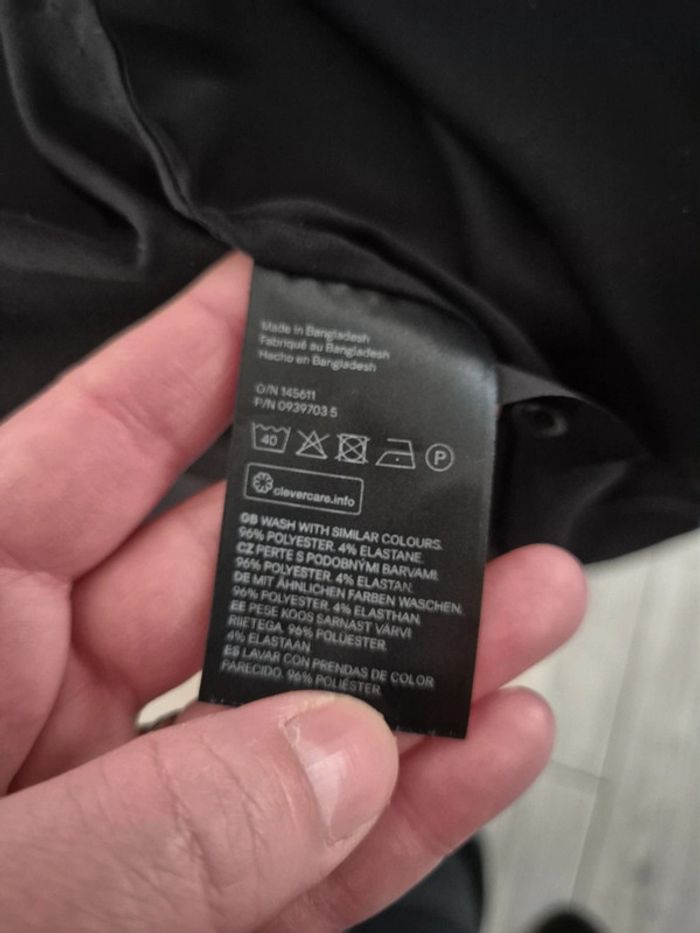 Made in Bangladesh
Fabriqué au Bangladesh
Hecho en Bangladesh
O/N 145611
P/N 0939703 5
40 P
clevercare.info
GB WASH WITH SIMILAR COLOURS.
96% POLYESTER. 4% ELASTANE.
CZ PERTE S PODOBNÝMI BARVAMI.
96% POLYESTER. 4% ELASTAN.
DE MIT ÄHNLICHEN FARBEN WASCHEN.
96% POLYESTER. 4% ELASTHAN.
EE PESE KOOS SARNAST VÄRVI
RIIETEGA. 96% POLÜESTER.
4% ELASTAAN
ES LAVAR CON PRENDAS DE COLOR
PARECIDO. 96% POLIÉSTER.